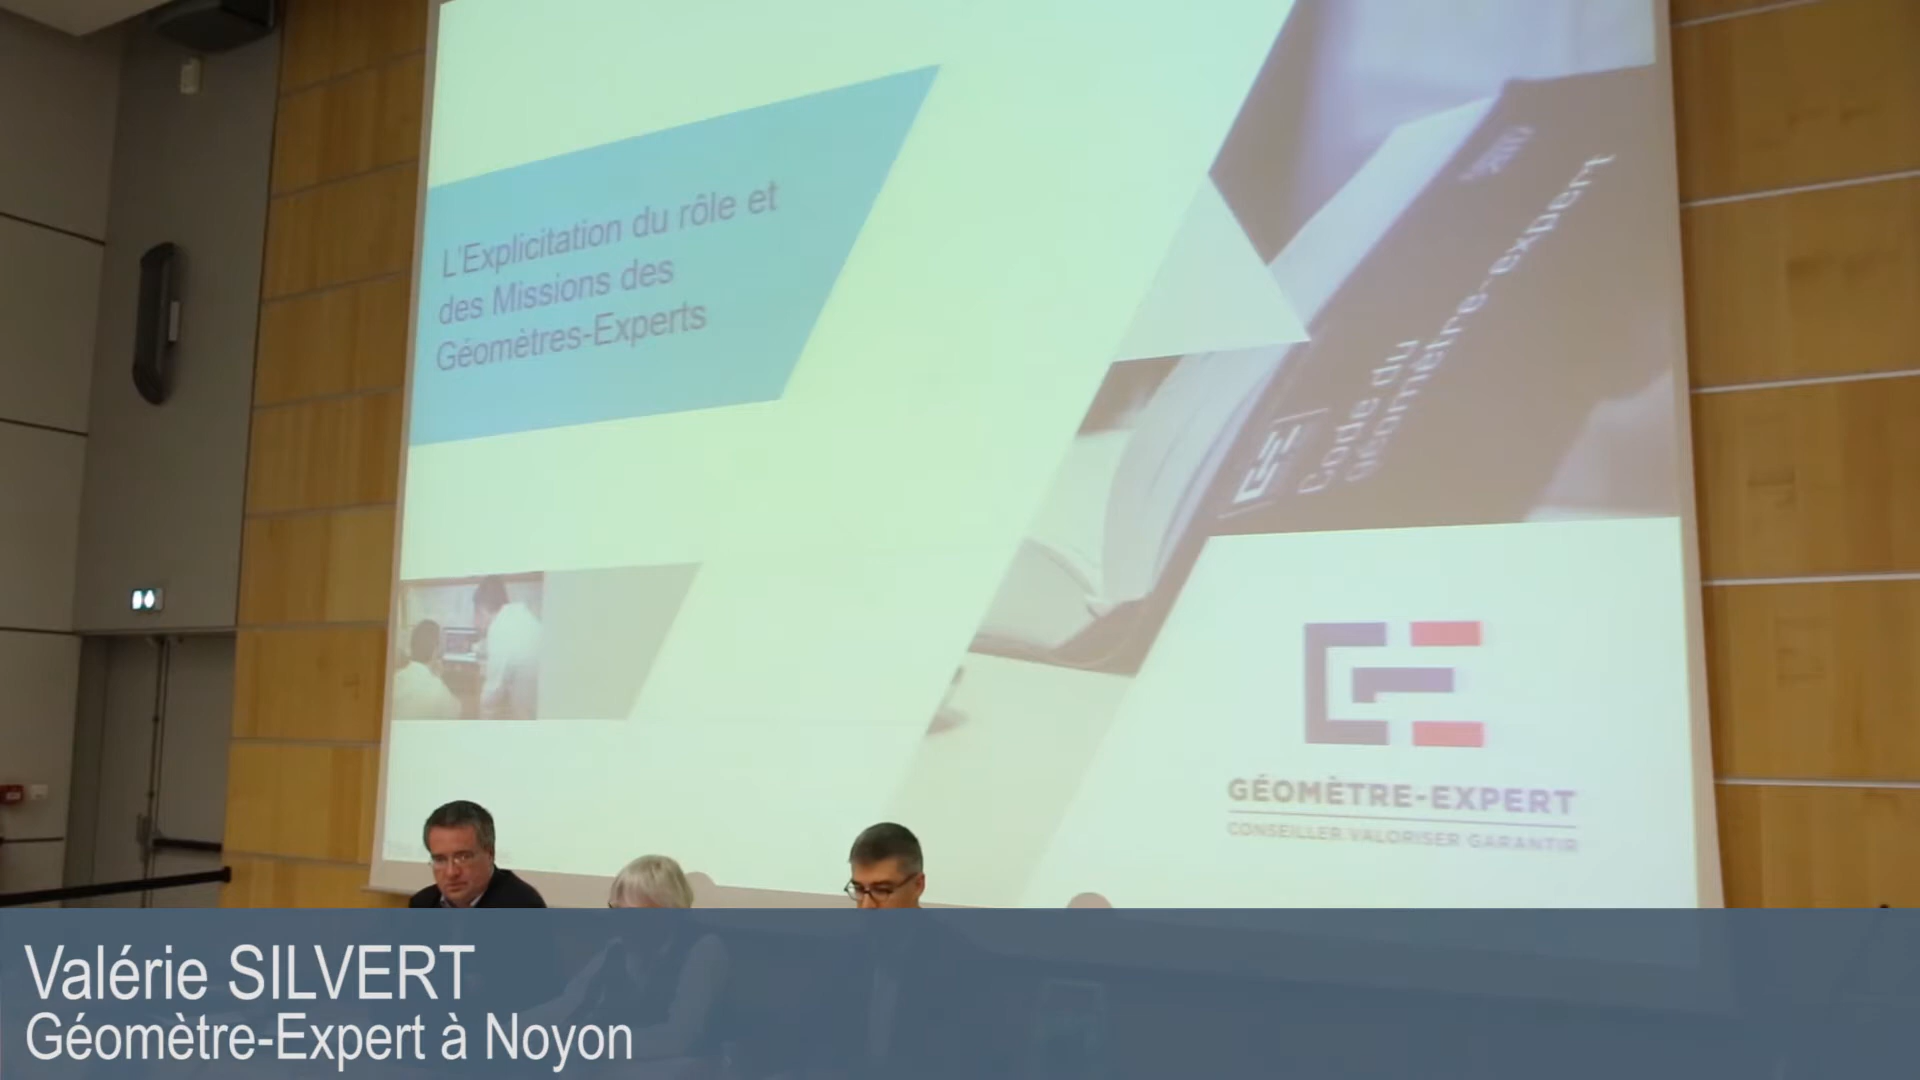 L'Explicitation du rôle et
des Missions des
Géomètres-Experts
2017
Code du
géomètre-expert
GÉOMÈTRE-EXPERT
CONSEILLER VALORISER GARANTIR
Valérie SILVERT
Géomètre-Expert à Noyon